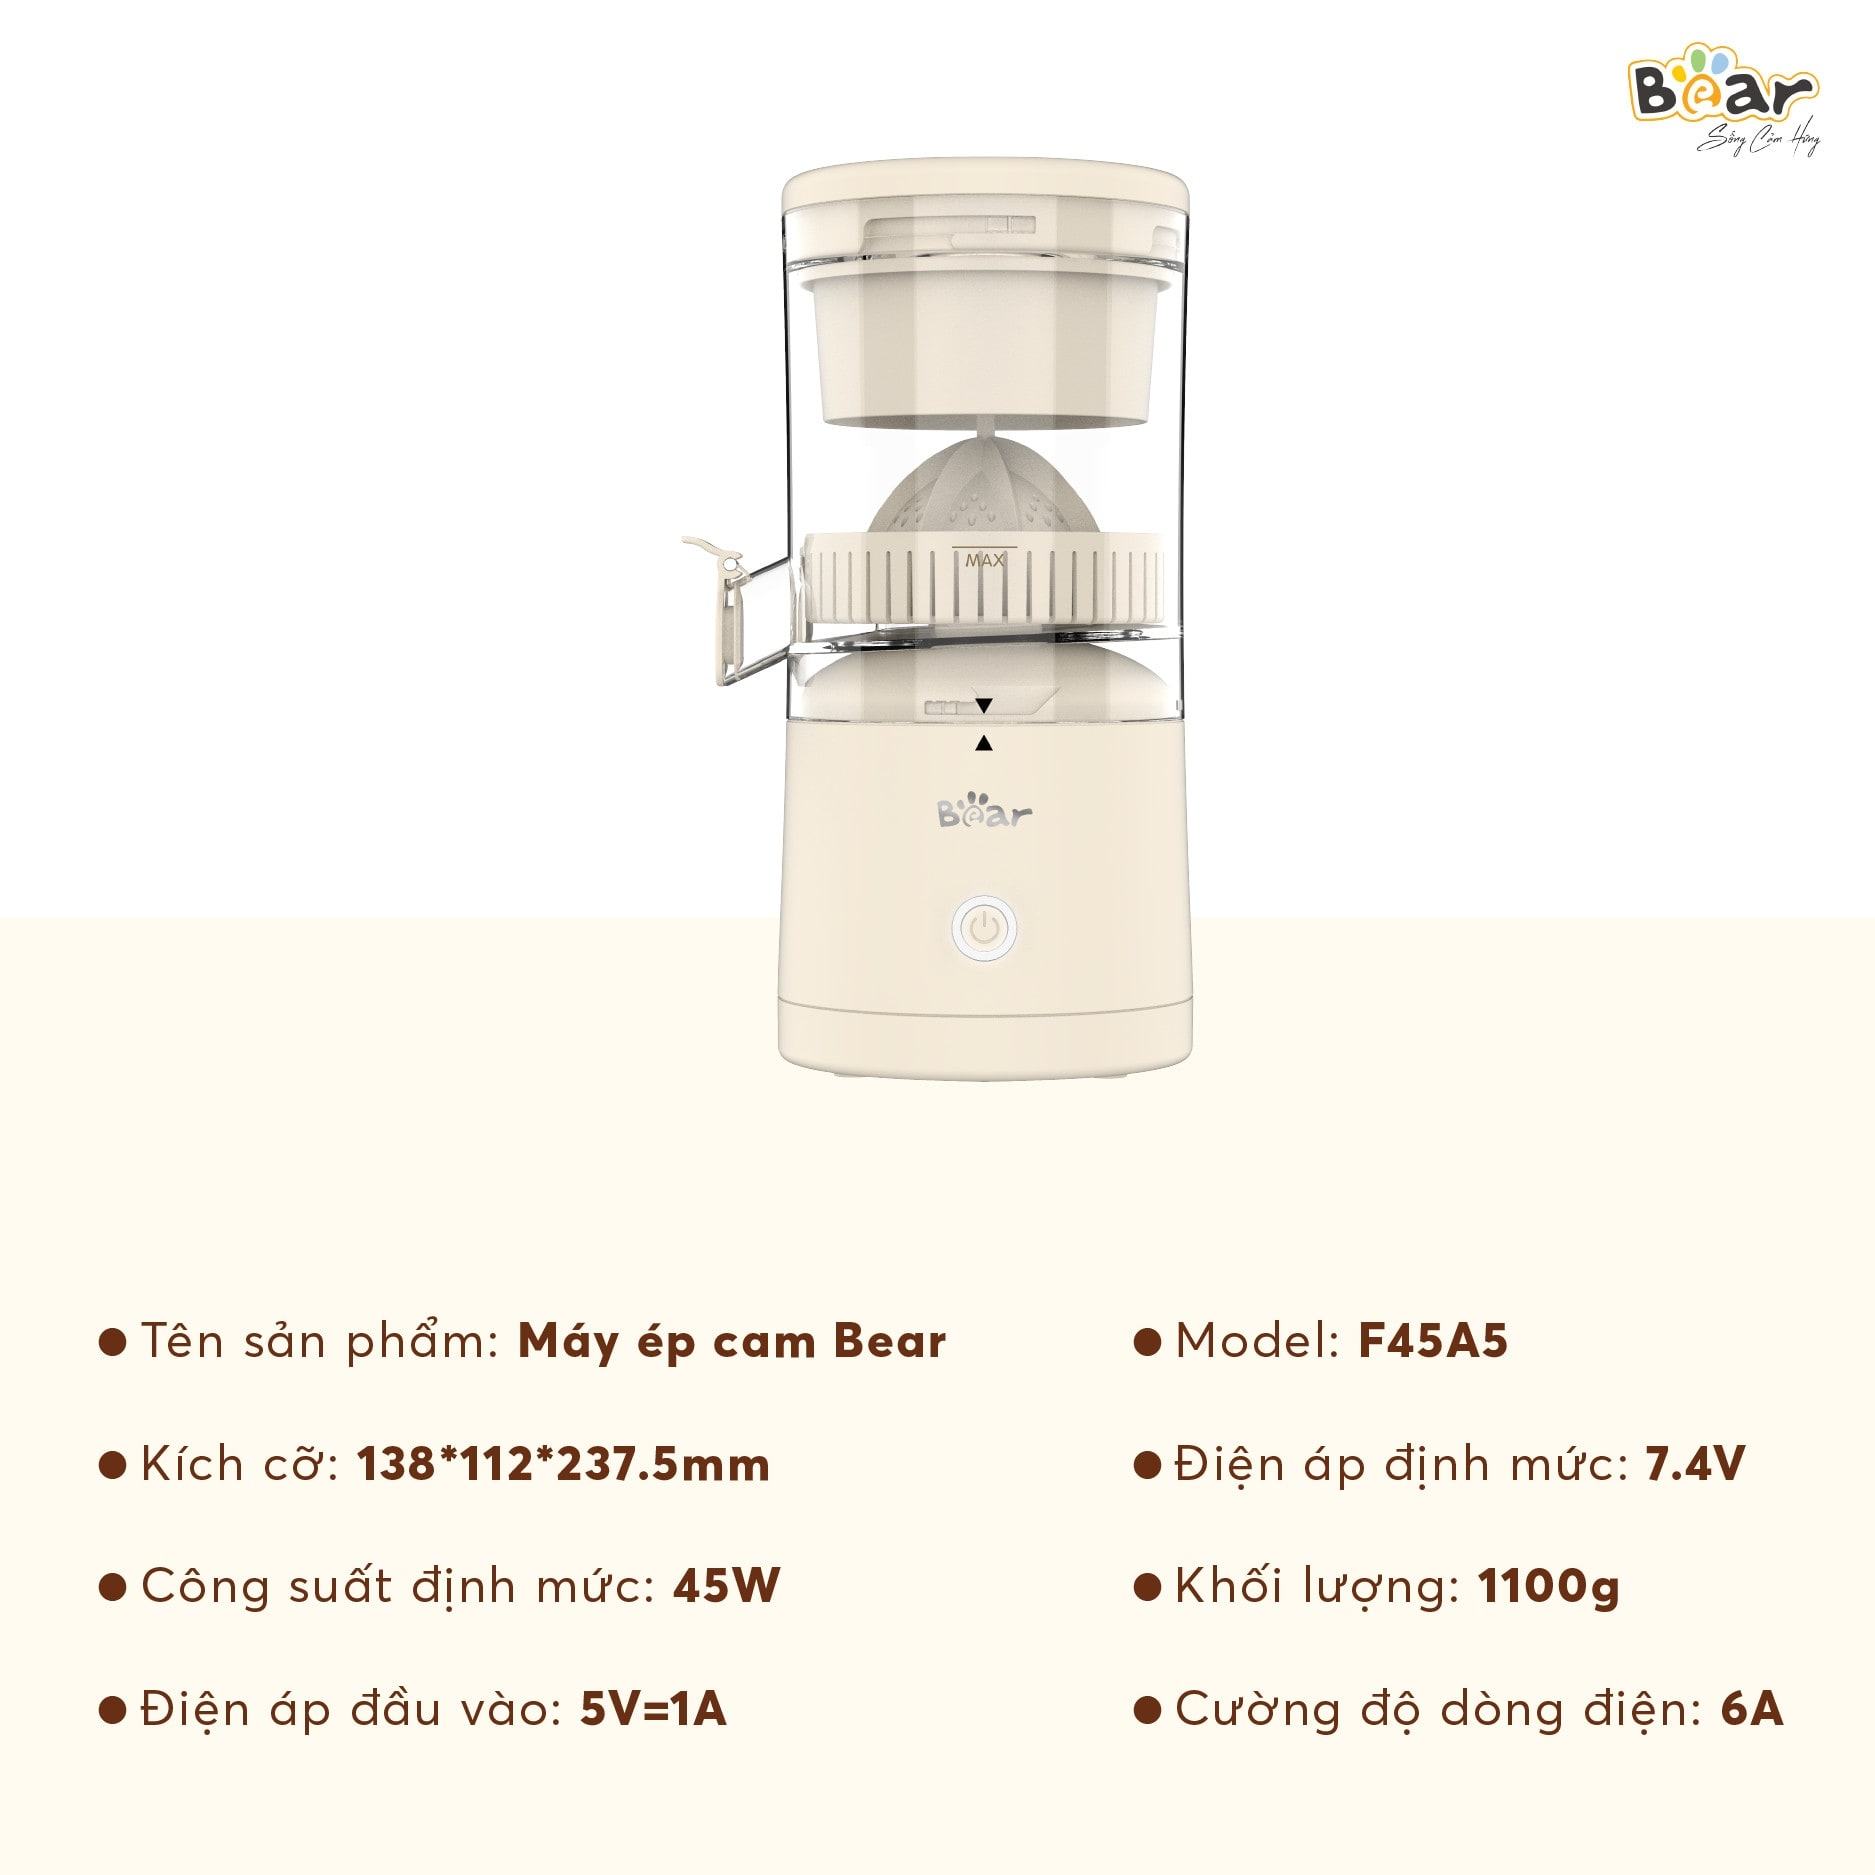 Bear
Sống Cảm Hứng
MAX
Bear
Tên sản phẩm: Máy ép cam Bear
Model: F45A5
Kích cỡ: 138*112*237.5mm
Điện áp định mức: 7.4V
Công suất định mức: 45W
Khối lượng: 1100g
Điện áp đầu vào: 5V=1A
Cường độ dòng điện: 6A